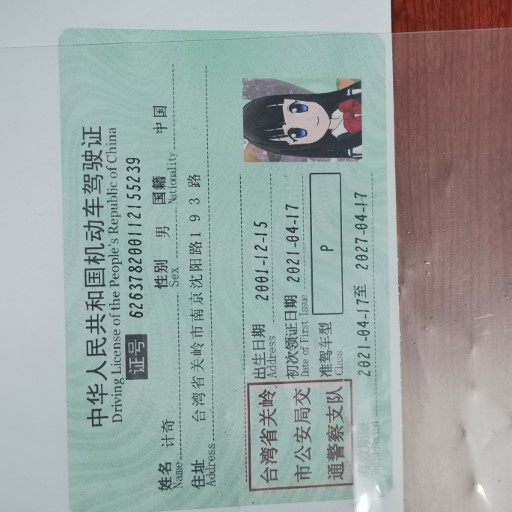 中华人民共和国机动车驾驶证
Driving License of the People's Republic of China
证号 626378200112155239
姓名 计奇 性别 男 国籍 中国
Name Sex Nationality
住址 台湾省关岭市南京沈阳路193路
Address
出生日期 2001-12-15
Address
初次领证日期 2021-04-17
Date of First Issue
准驾车型 P
Class
2021-04-17至 2027-04-17
台湾省关岭
市公安局交
通警察支队